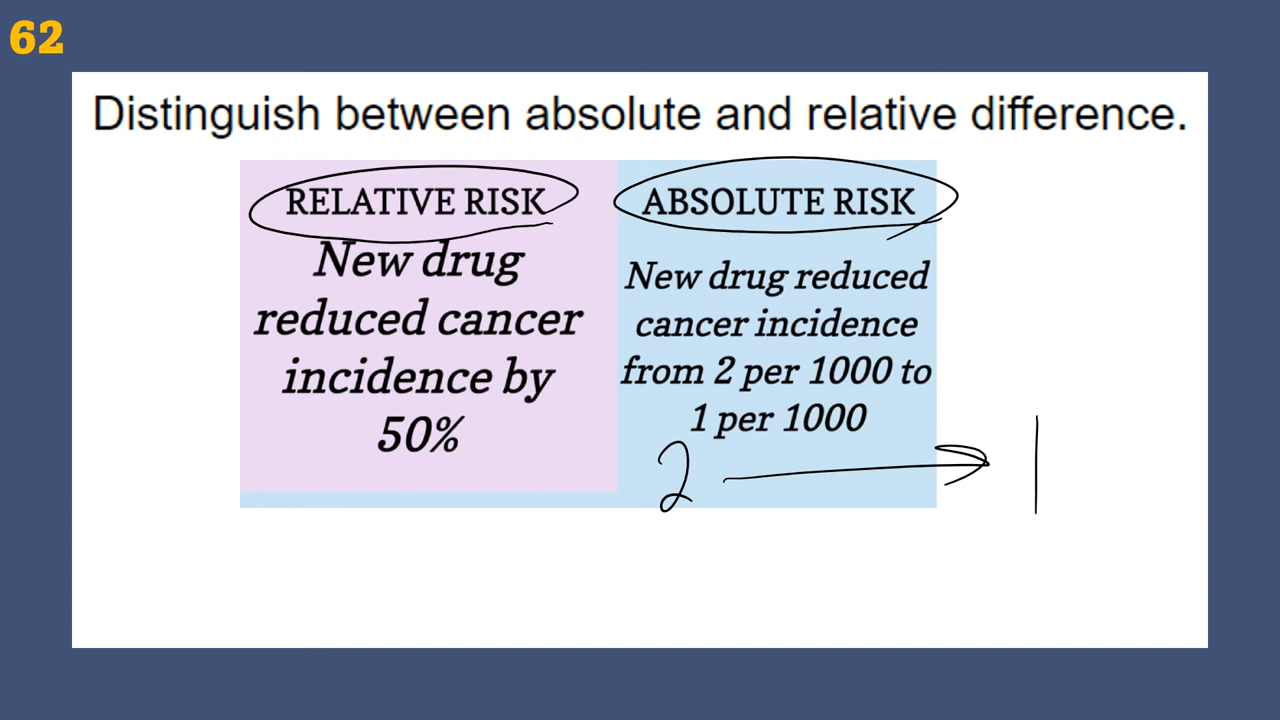 62
Distinguish between absolute and relative difference.
RELATIVE RISK
New drug
reduced cancer
incidence by
50%
ABSOLUTE RISK
New drug reduced
cancer incidence
from 2 per 1000 to
1 per 1000
2 → 1